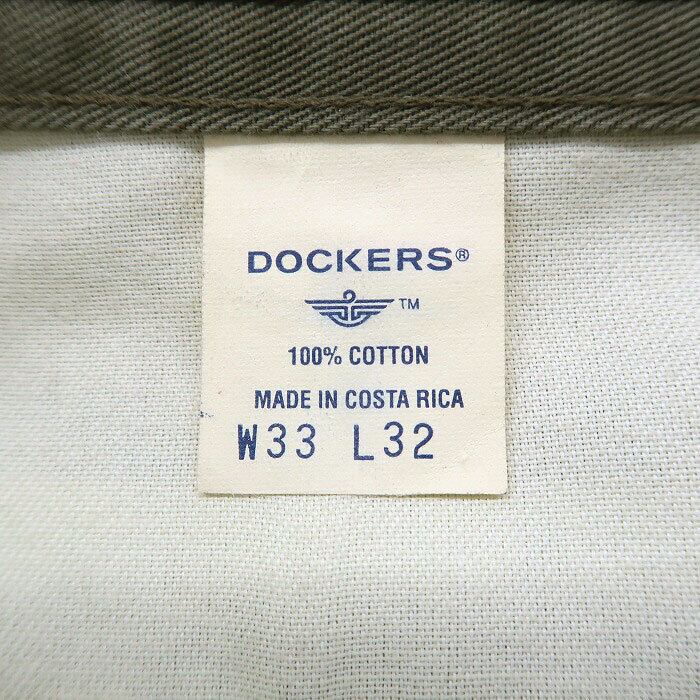 DOCKERS®
™
100% COTTON
MADE IN COSTA RICA
W33 L32